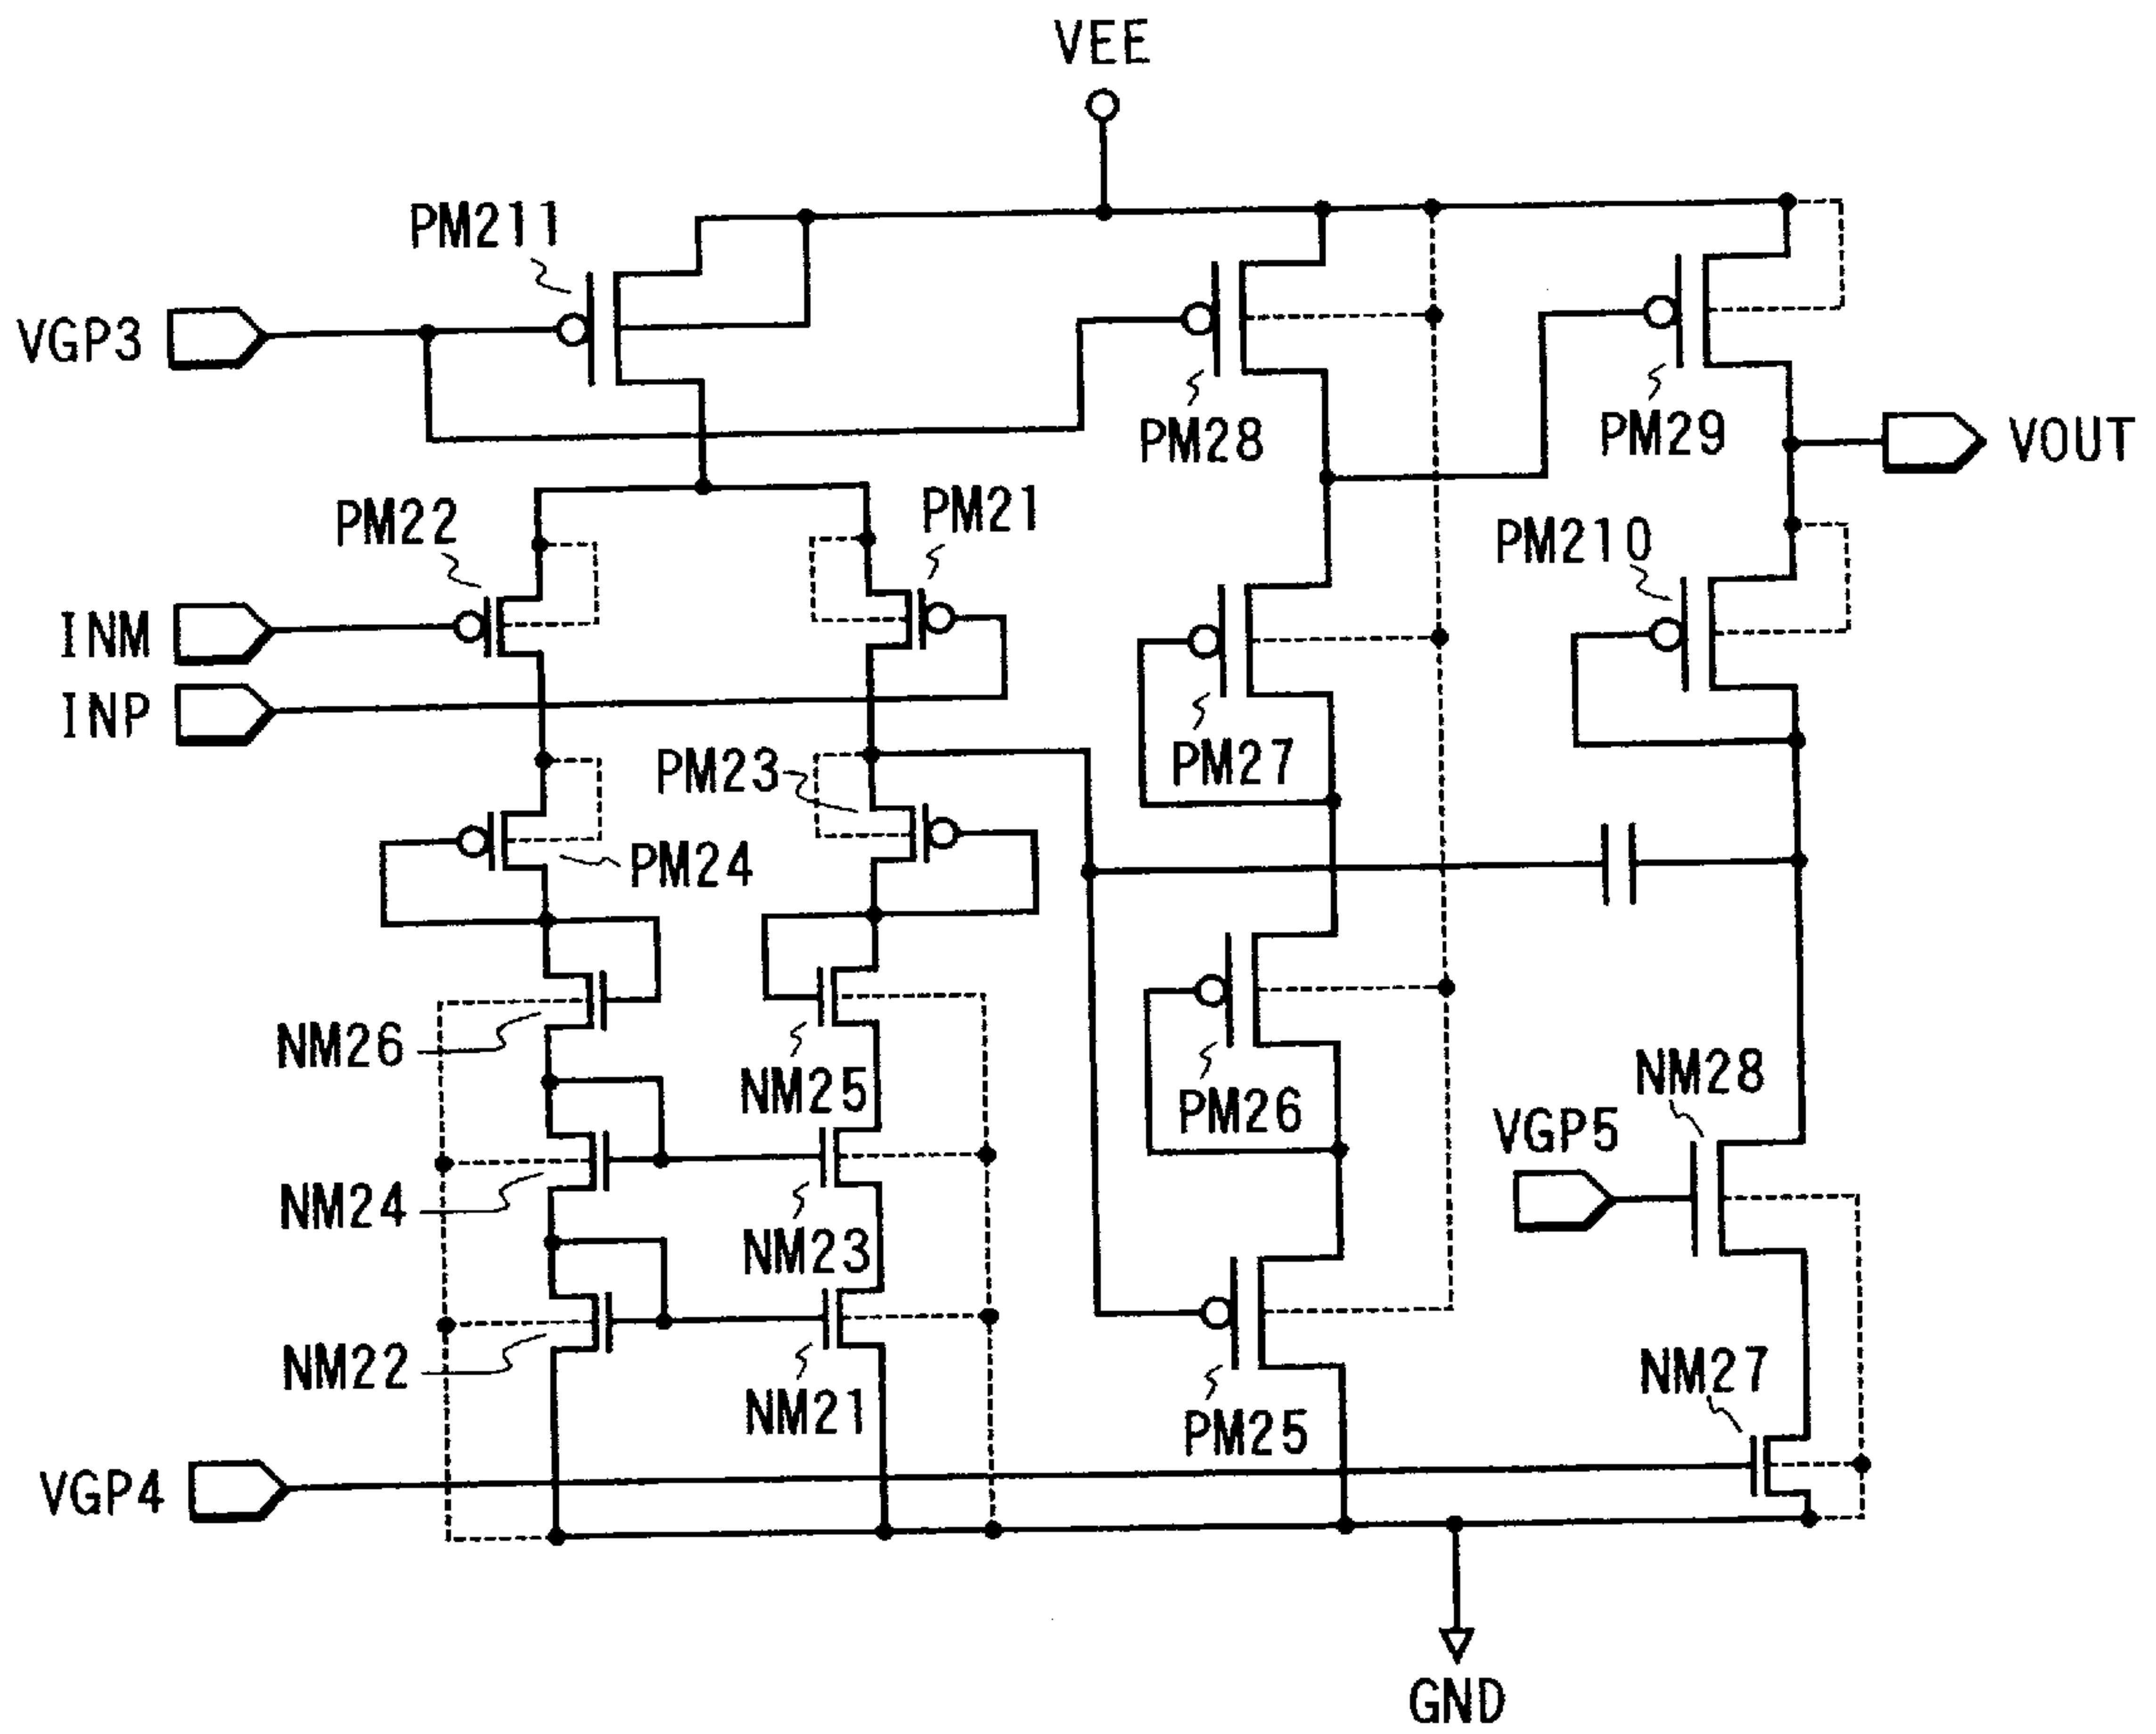 VEE
PM211
VGP3
PM28
PM29
VOUT
PM22
PM21
PM210
INM
INP
PM23
PM27
PM24
NM26
NM25
PM26
NM28
VGP5
NM24
NM23
NM22
NM21
PM25
NM27
VGP4
GND